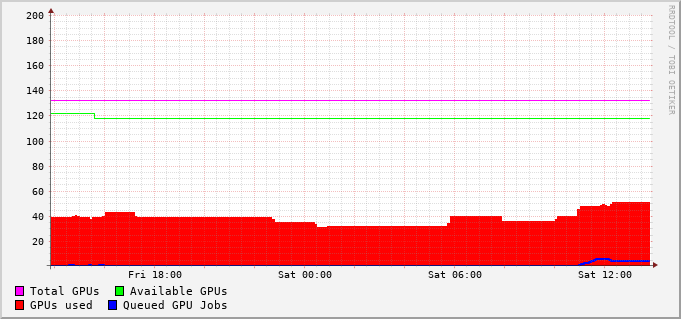 200
180
160
140
120
100
80
60
40
20
Fri 18:00 Sat 00:00 Sat 06:00 Sat 12:00
Total GPUs Available GPUs
GPUs used Queued GPU Jobs
RRDTOOL / TOBI OETIKER